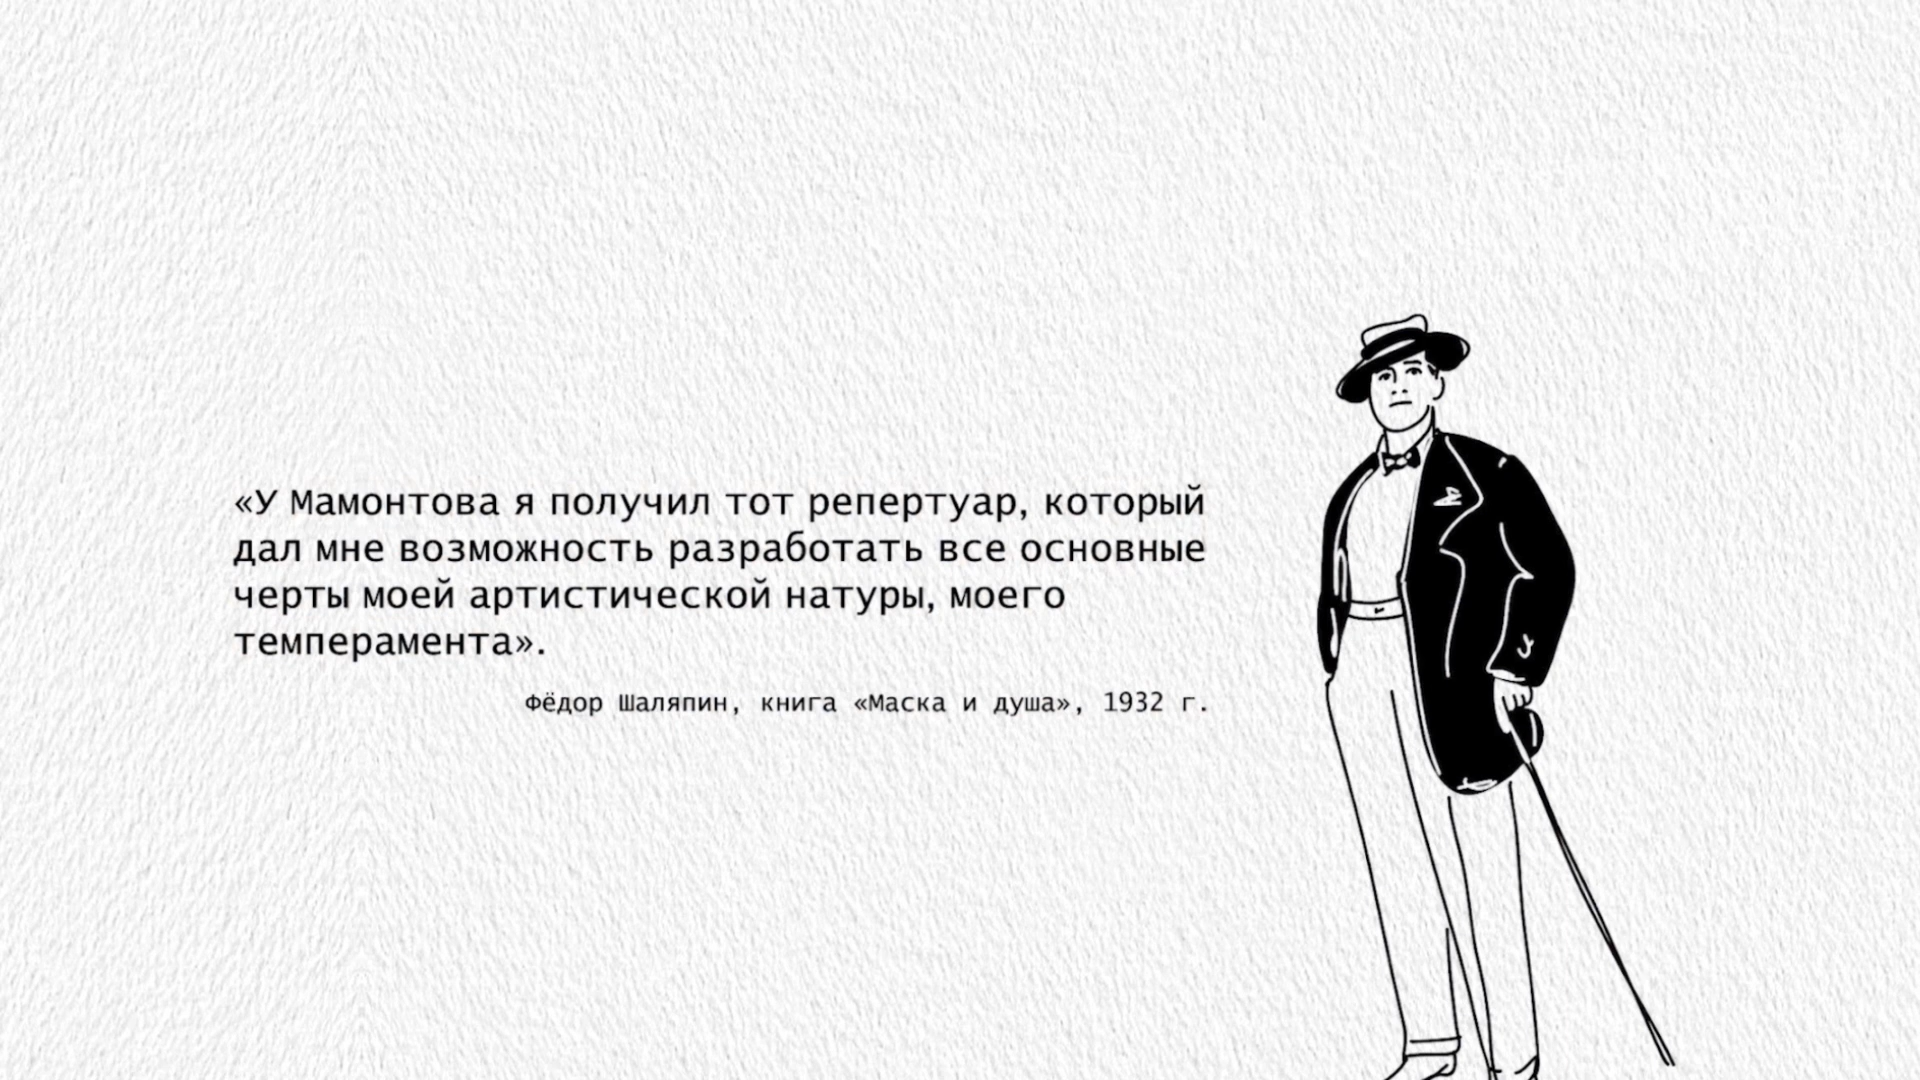 «У Мамонтова я получил тот репертуар, который
дал мне возможность разработать все основные
черты моей артистической натуры, моего
темперамента».
Фёдор Шаляпин, книга «Маска и душа», 1932 г.